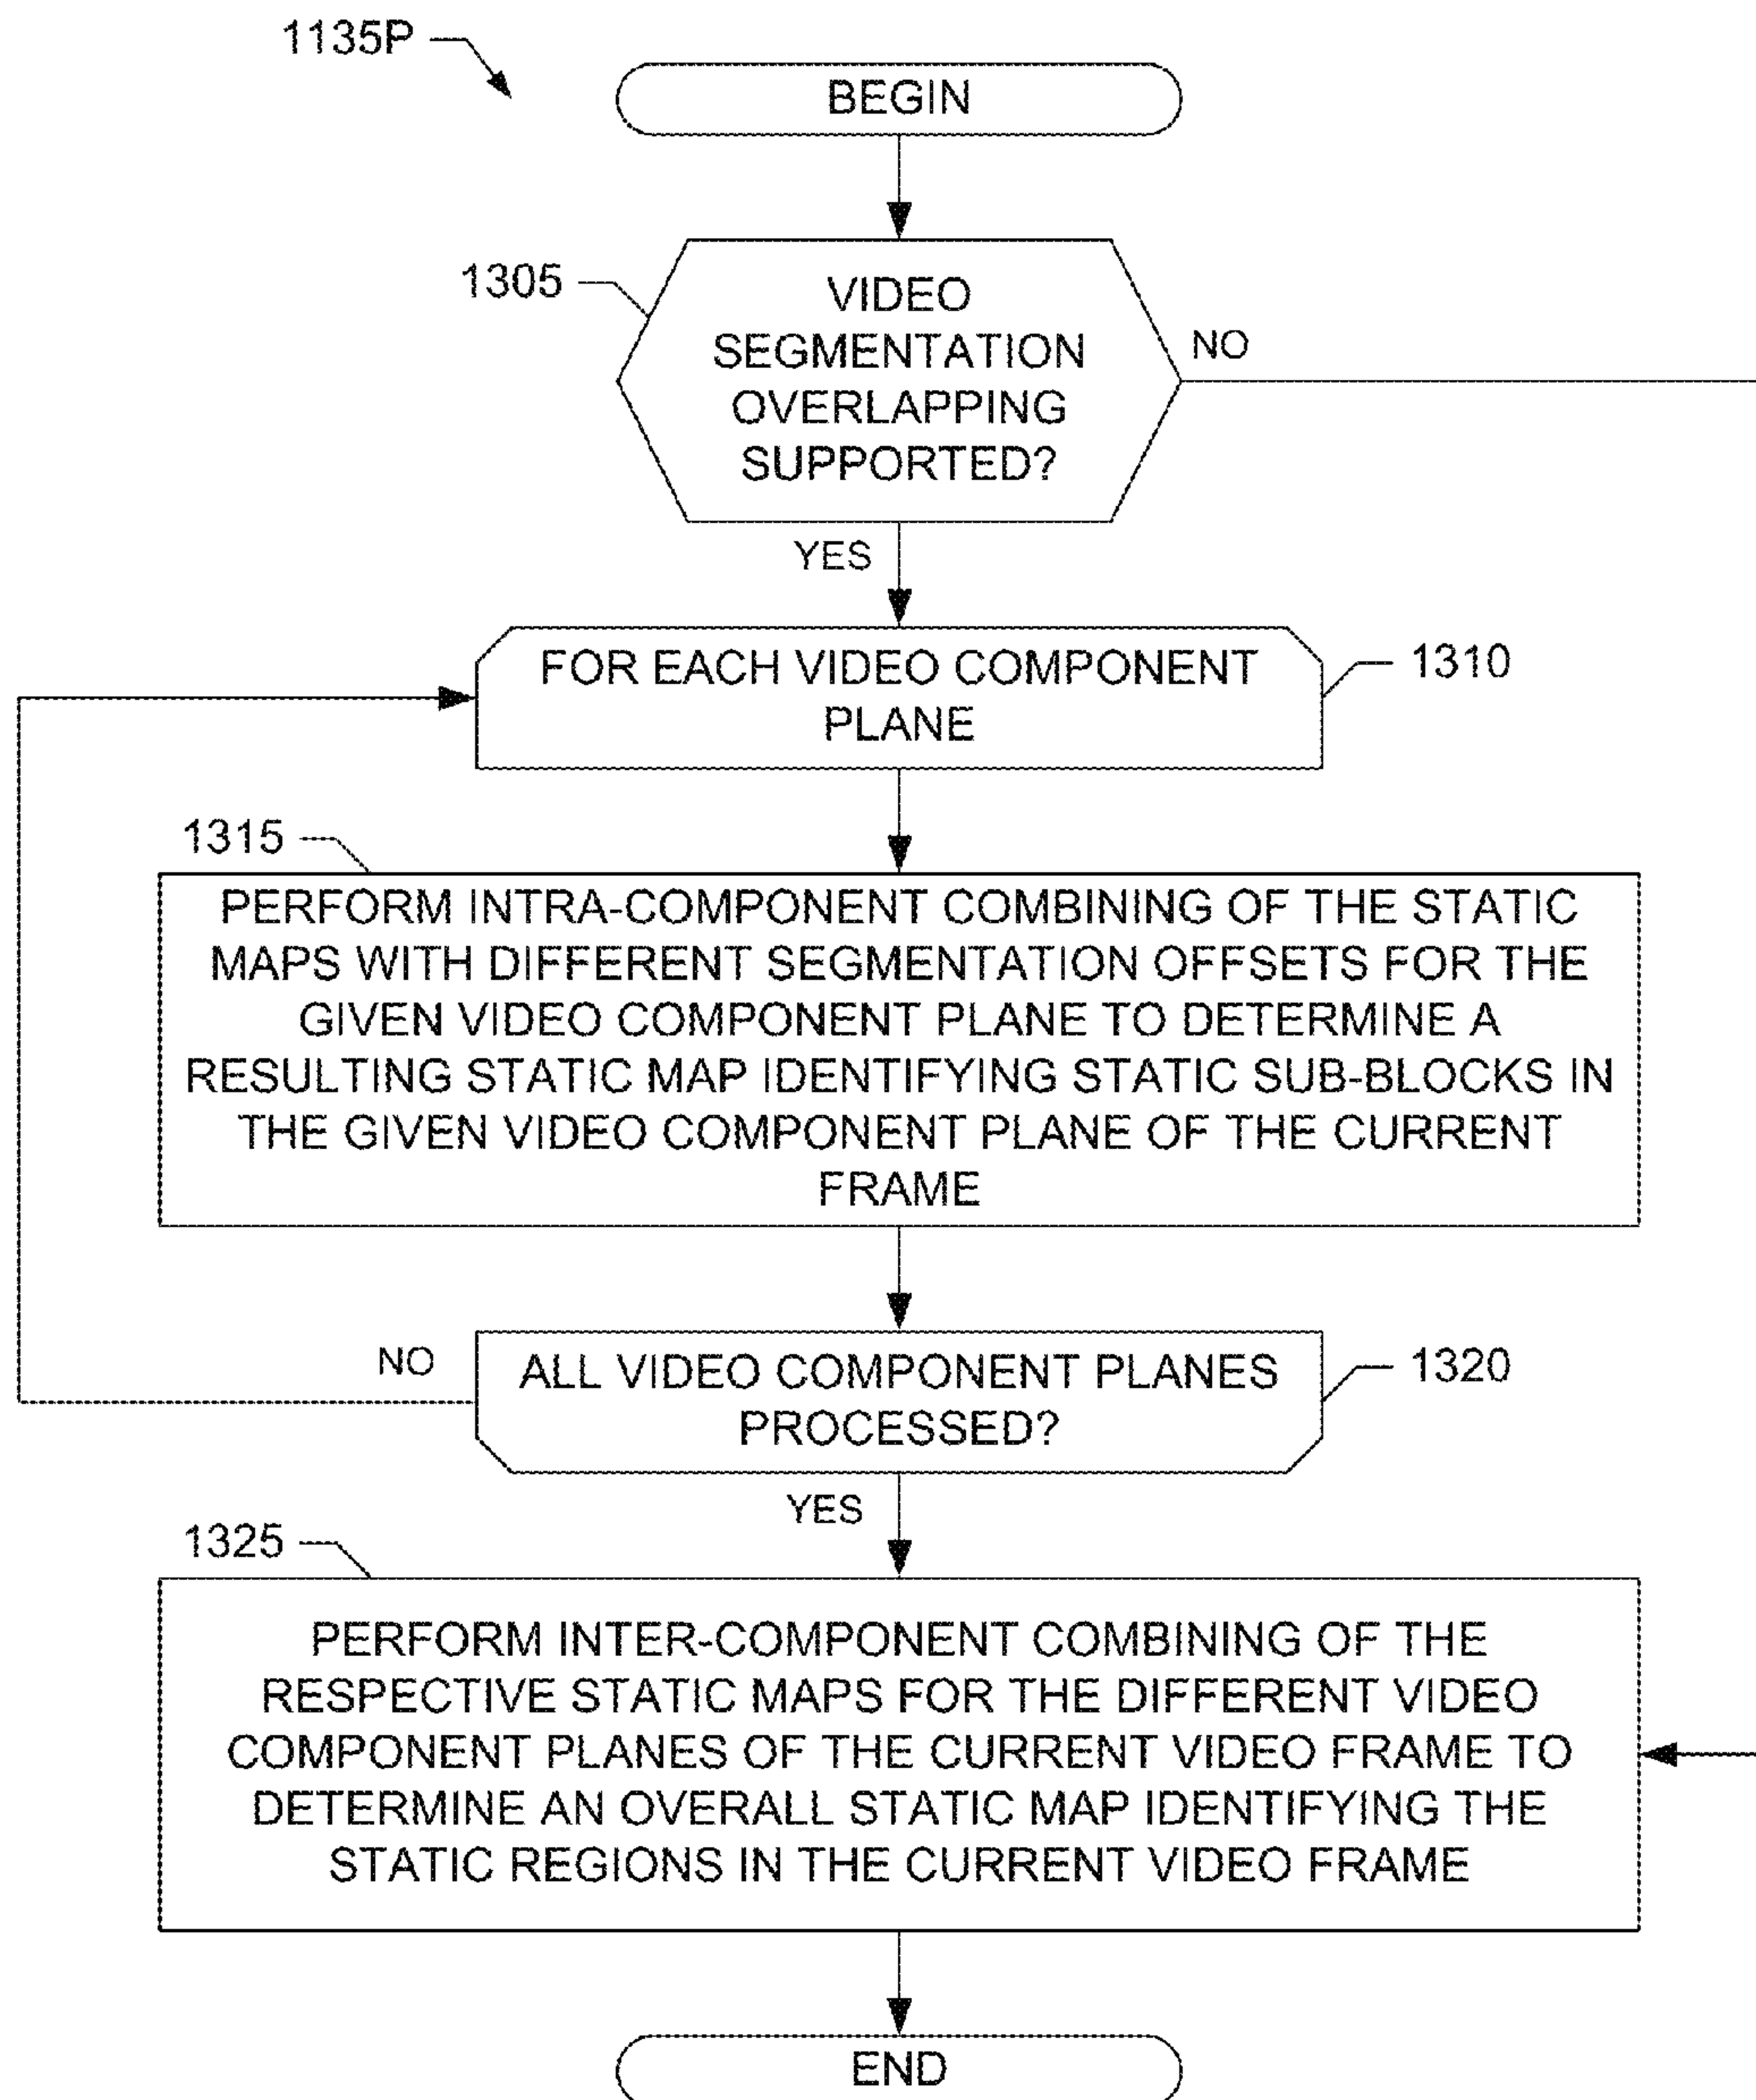 1135P
BEGIN
1305
VIDEO
SEGMENTATION
OVERLAPPING
SUPPORTED?
NO
YES
FOR EACH VIDEO COMPONENT
PLANE
1310
1315
PERFORM INTRA-COMPONENT COMBINING OF THE STATIC
MAPS WITH DIFFERENT SEGMENTATION OFFSETS FOR THE
GIVEN VIDEO COMPONENT PLANE TO DETERMINE A
RESULTING STATIC MAP IDENTIFYING STATIC SUB-BLOCKS IN
THE GIVEN VIDEO COMPONENT PLANE OF THE CURRENT
FRAME
NO
ALL VIDEO COMPONENT PLANES
PROCESSED?
1320
YES
1325
PERFORM INTER-COMPONENT COMBINING OF THE
RESPECTIVE STATIC MAPS FOR THE DIFFERENT VIDEO
COMPONENT PLANES OF THE CURRENT VIDEO FRAME TO
DETERMINE AN OVERALL STATIC MAP IDENTIFYING THE
STATIC REGIONS IN THE CURRENT VIDEO FRAME
END